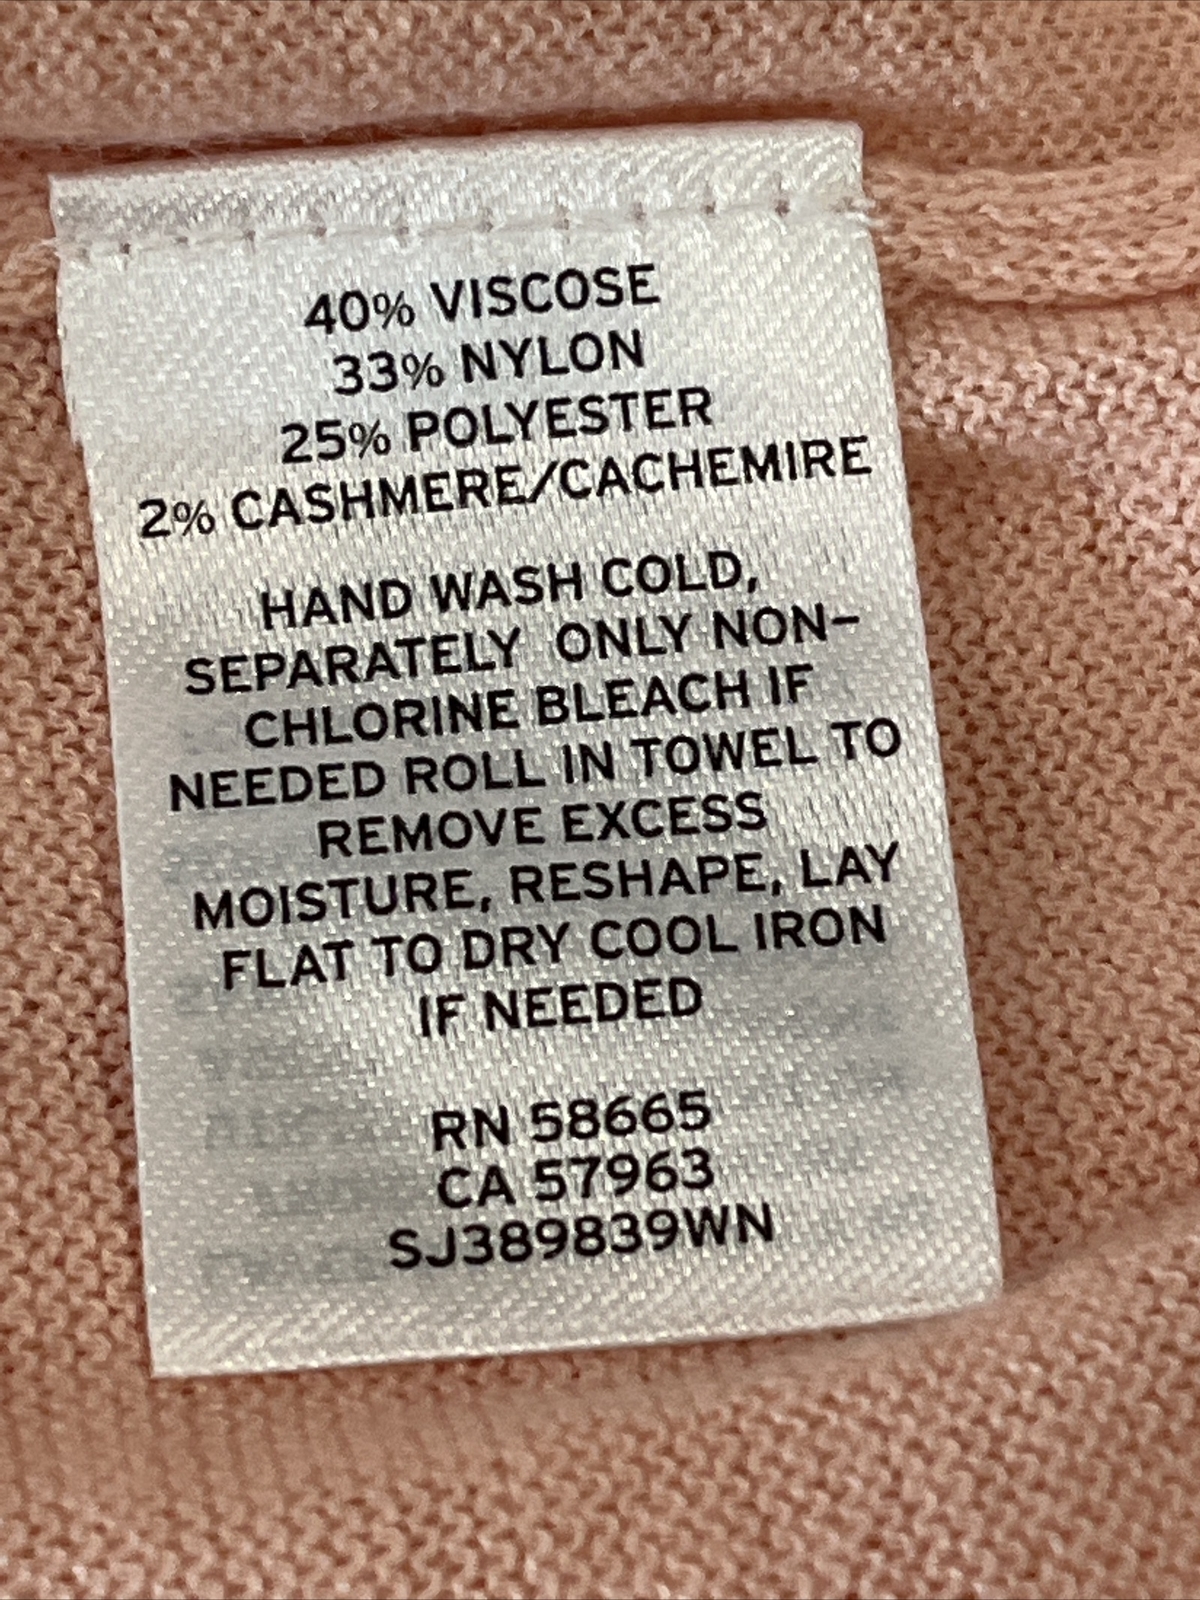 40% VISCOSE
33% NYLON
25% POLYESTER
2% CASHMERE/CACHEMIRE
HAND WASH COLD,
SEPARATELY ONLY NON-
CHLORINE BLEACH IF
NEEDED ROLL IN TOWEL TO
REMOVE EXCESS
MOISTURE, RESHAPE, LAY
FLAT TO DRY COOL IRON
IF NEEDED
RN 58665
CA 57963
SJ389839WN